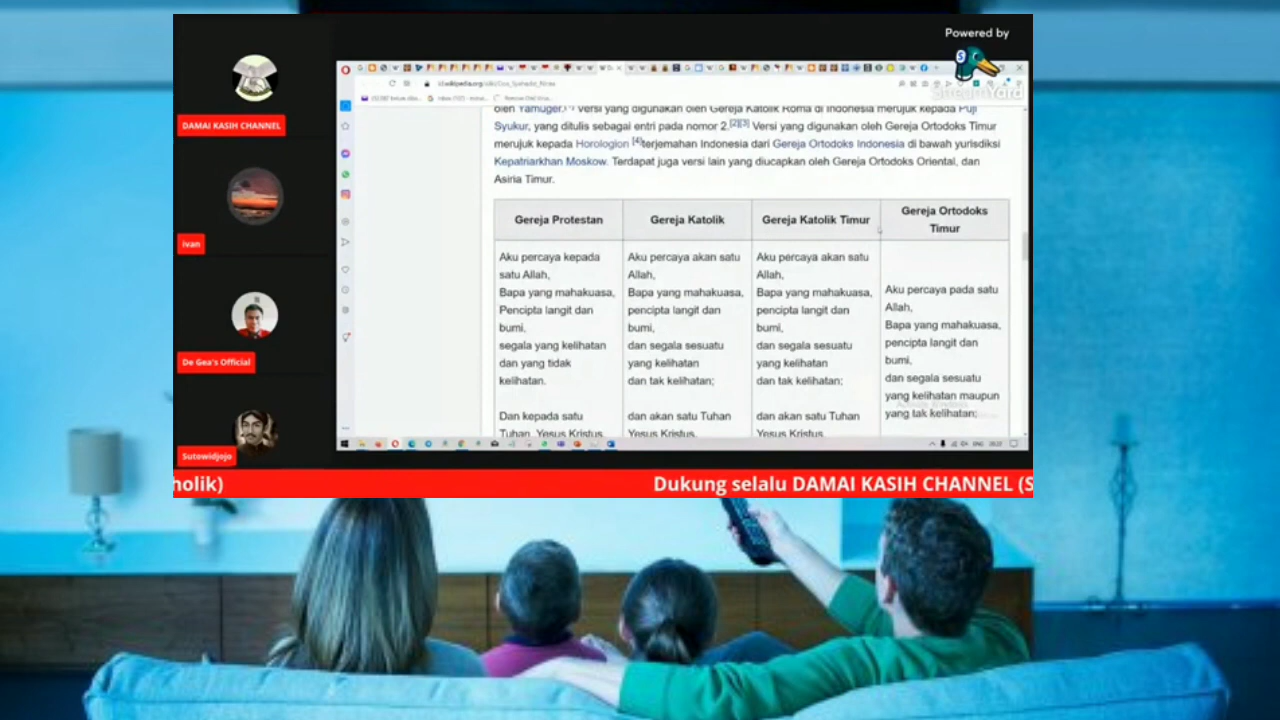 Powered by
DAMAI KASIH CHANNEL
ivan
De Gea's Official
Sutowidjojo
oleh Yamuger. Versi yang digunakan oleh Gereja Katolik Roma di Indonesia merujuk kepada Puji
Syukur, yang ditulis sebagai entri pada nomor 2.[2][3] Versi yang digunakan oleh Gereja Ortodoks Timur
merujuk kepada Horologion [4]terjemahan Indonesia dari Gereja Ortodoks Indonesia di bawah yurisdiksi
Kepatriarkhan Moskow. Terdapat juga versi lain yang diucapkan oleh Gereja Ortodoks Oriental, dan
Asiria Timur.
Gereja Protestan
Aku percaya kepada
satu Allah,
Bapa yang mahakuasa,
Pencipta langit dan
bumi,
segala yang kelihatan
dan yang tidak
kelihatan.
Dan kepada satu
Tuhan, Yesus Kristus,
Gereja Katolik
Aku percaya akan satu
Allah,
Bapa yang mahakuasa,
pencipta langit dan
bumi,
dan segala sesuatu
yang kelihatan
dan tak kelihatan;
dan akan satu Tuhan
Yesus Kristus,
Gereja Katolik Timur
Aku percaya akan satu
Allah,
Bapa yang mahakuasa,
pencipta langit dan
bumi,
dan segala sesuatu
yang kelihatan
dan tak kelihatan;
dan akan satu Tuhan
Yesus Kristus,
Gereja Ortodoks
Timur
Aku percaya pada satu
Allah,
Bapa yang mahakuasa,
pencipta langit dan
bumi,
dan segala sesuatu
yang kelihatan maupun
yang tak kelihatan;
holik) Dukung selalu DAMAI KASIH CHANNEL (S